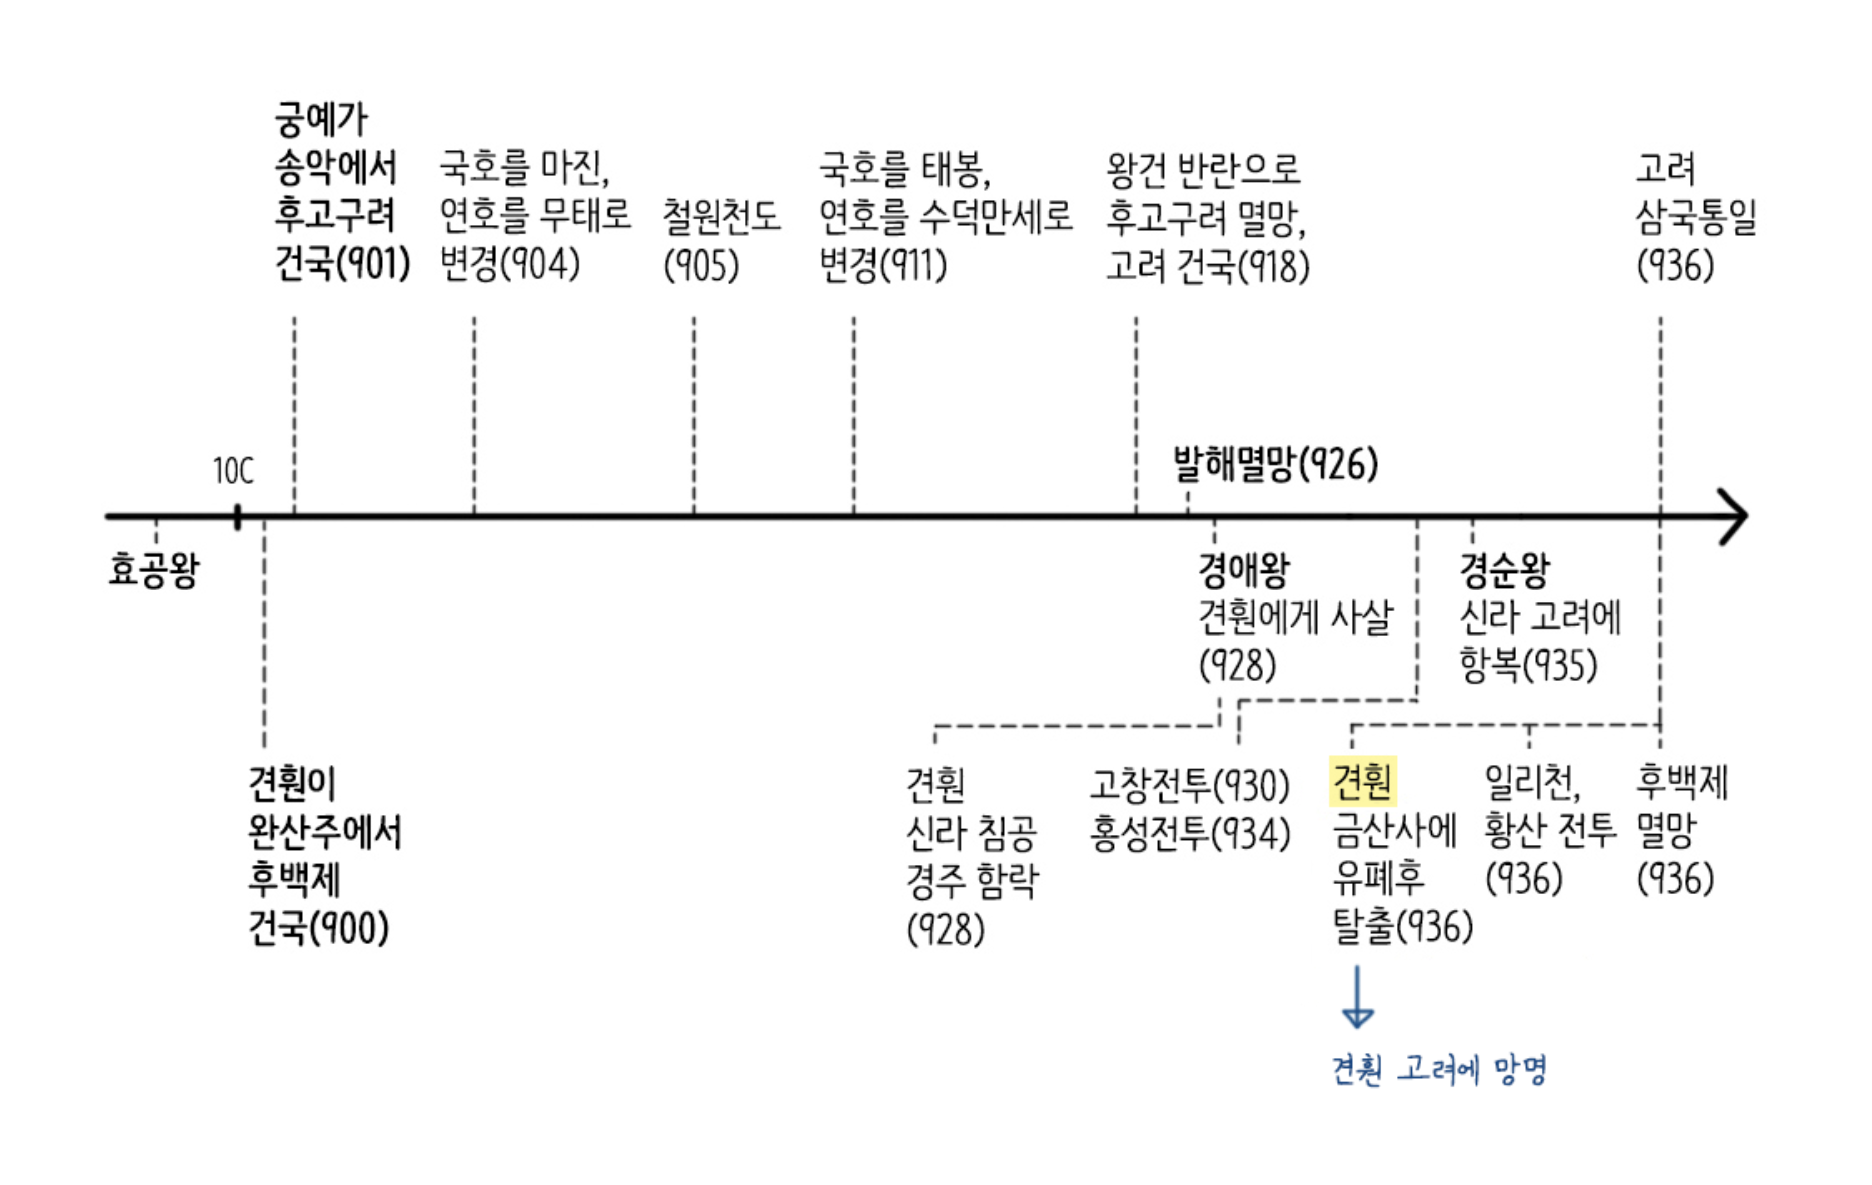 궁예가
송악에서
후고구려
건국(901)
국호를 마진,
연호를 무태로
변경(904)
철원천도
(905)
국호를 태봉,
연호를 수덕만세로
변경(911)
왕건 반란으로
후고구려 멸망,
고려 건국(918)
고려
삼국통일
(936)
10C
발해멸망(926)
효공왕
경애왕
견훤에게 사살
(928)
경순왕
신라 고려에
항복(935)
견훤이
완산주에서
후백제
건국(900)
견훤
신라 침공
경주 함락
(928)
고창전투(930)
홍성전투(934)
견훤
금산사에
유폐후
탈출(936)
일리천,
황산 전투
(936)
후백제
멸망
(936)
견훤 고려에 망명